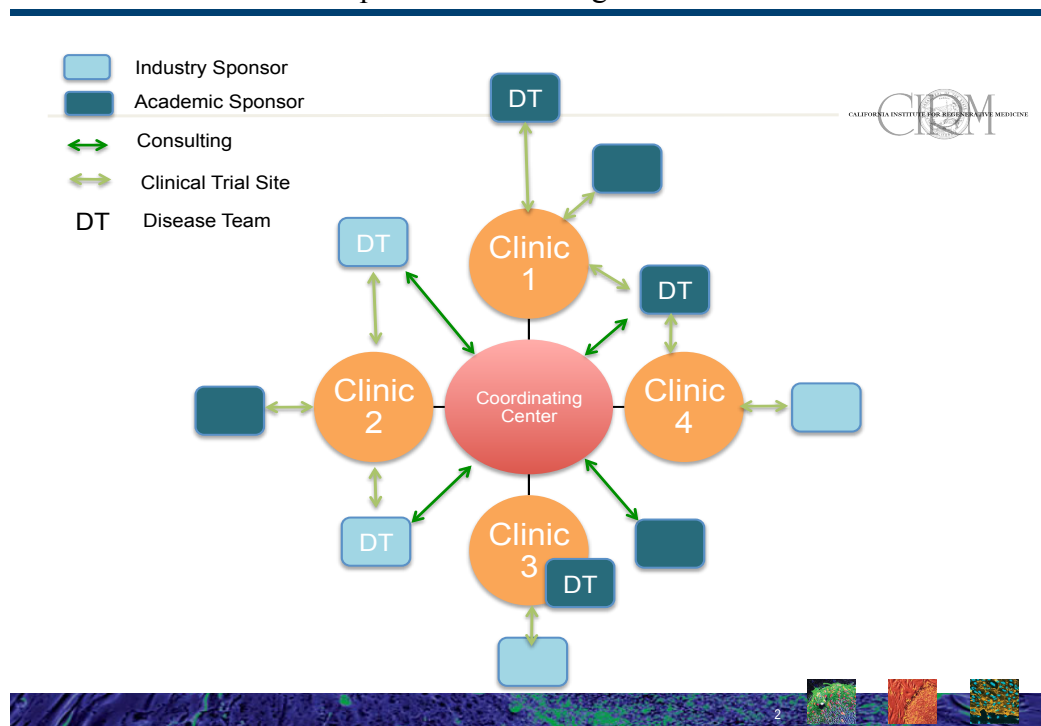 Industry Sponsor
Academic Sponsor
Consulting
Clinical Trial Site
DT Disease Team
DT
CIRM
CALIFORNIA INSTITUTE FOR REGENERATIVE MEDICINE
Clinic
1
DT
DT
Clinic
2
Coordinating
Center
Clinic
4
DT
Clinic
3
DT
2